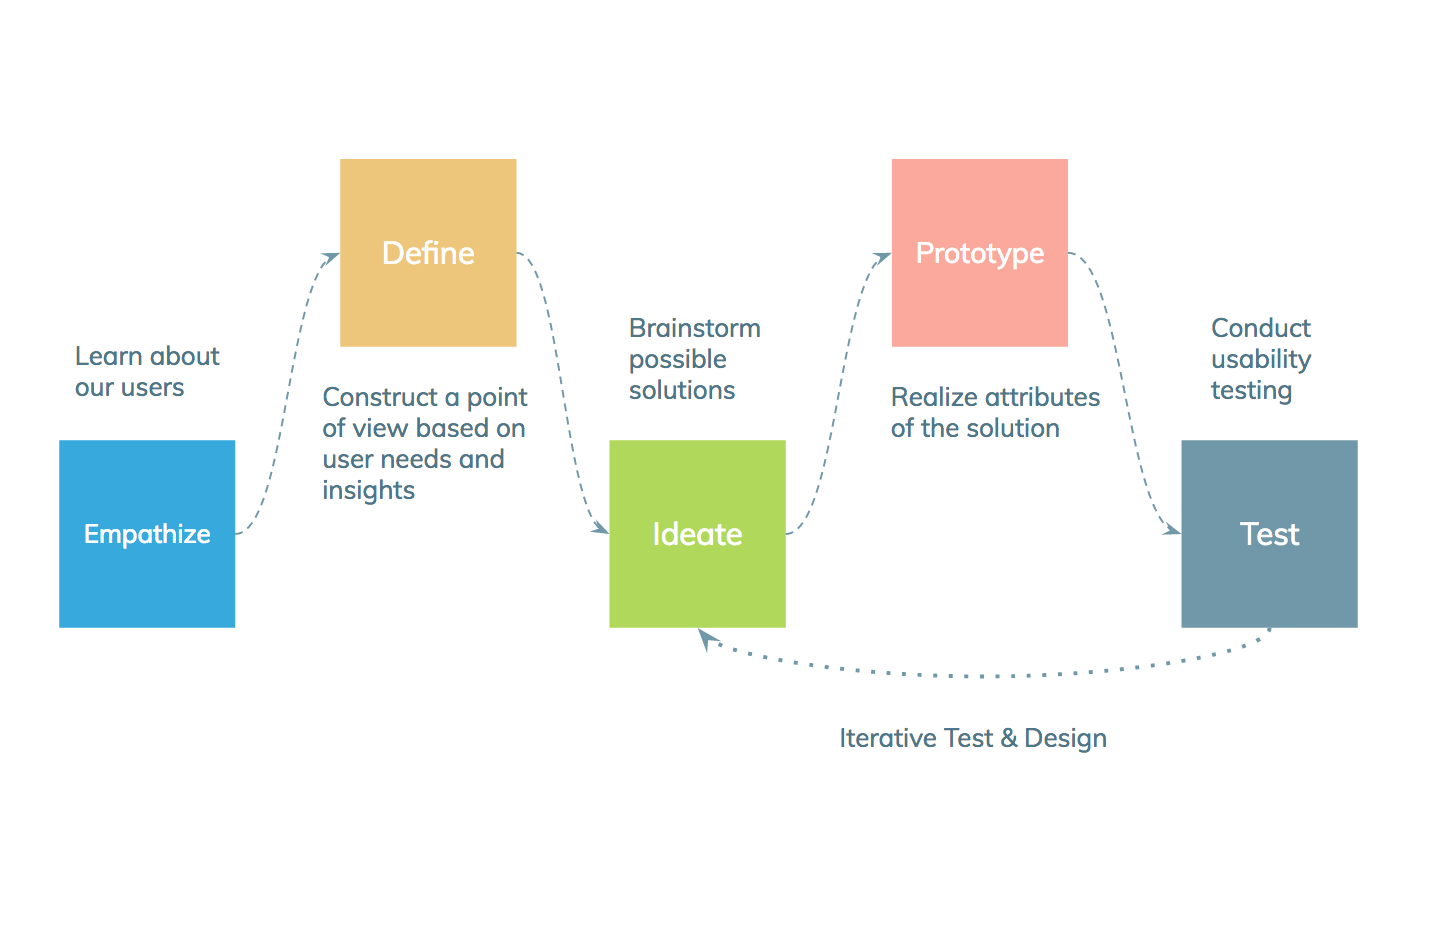 Learn about
our users
Empathize
Define
Construct a point
of view based on
user needs and
insights
Brainstorm
possible
solutions
Ideate
Prototype
Realize attributes
of the solution
Conduct
usability
testing
Test
Iterative Test & Design